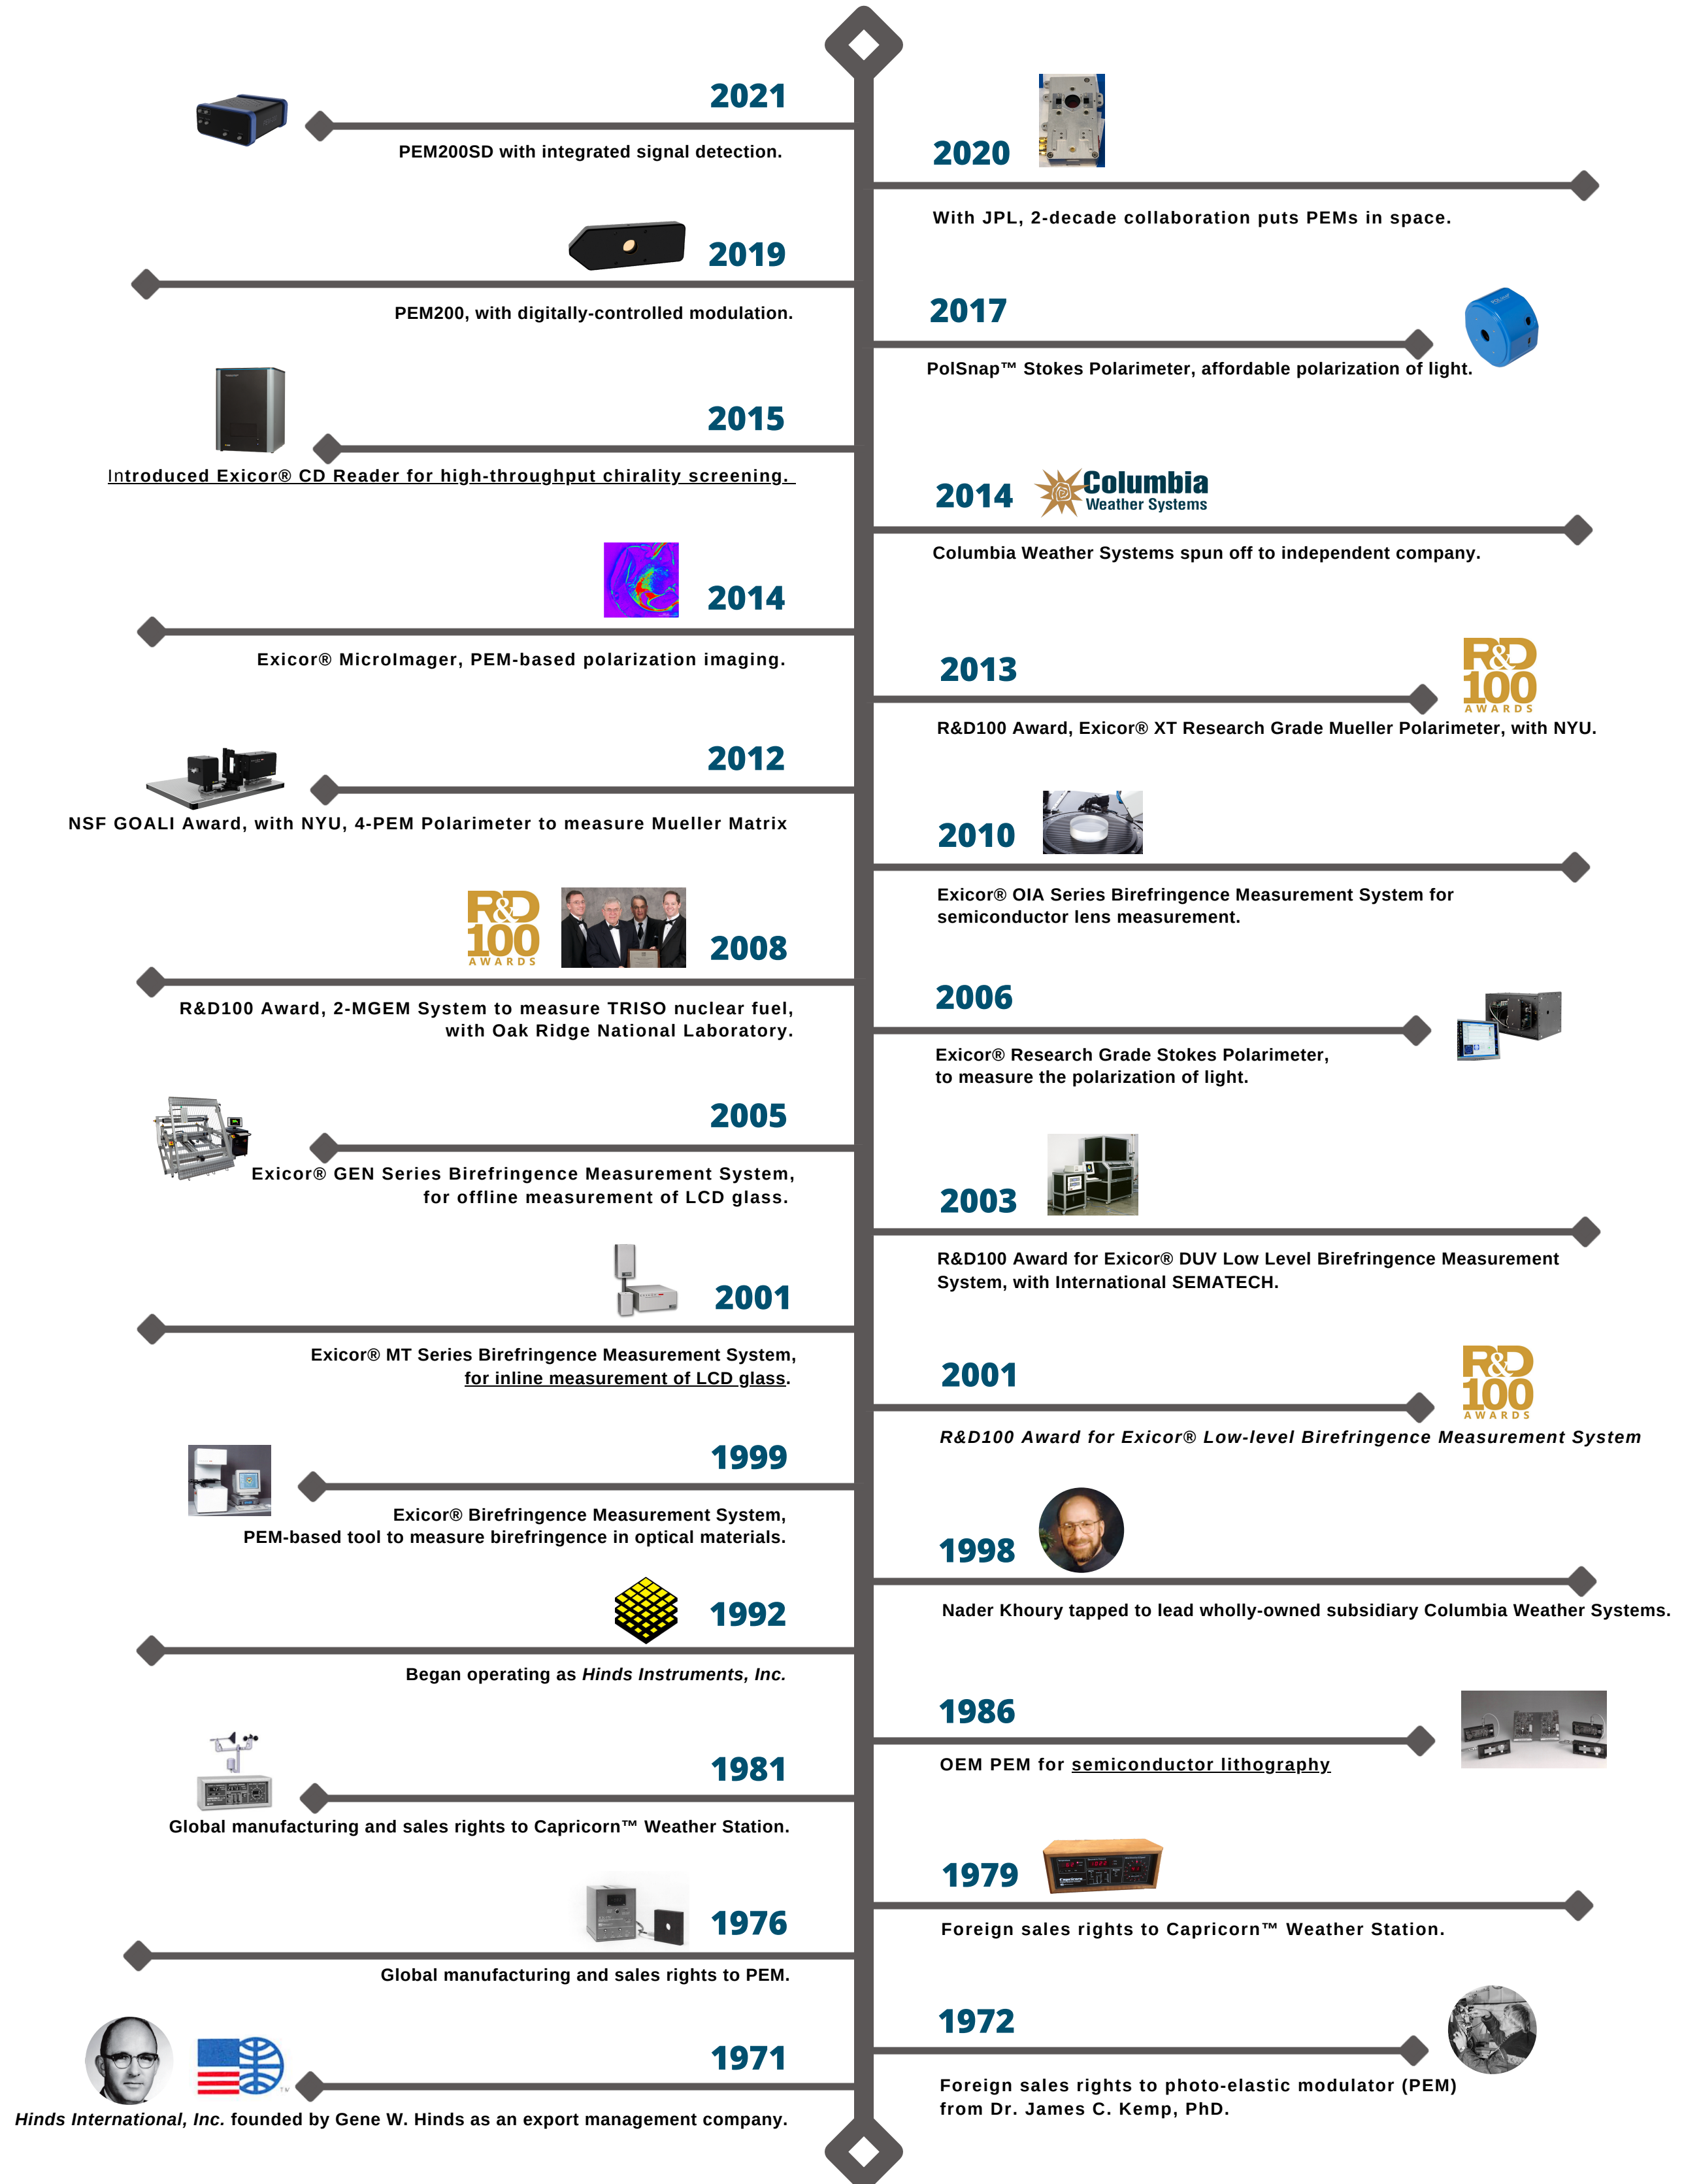 2021
PEM200SD with integrated signal detection.
2020
With JPL, 2-decade collaboration puts PEMs in space.
2019
PEM200, with digitally-controlled modulation.
2017
PolSnap™ Stokes Polarimeter, affordable polarization of light.
2015
Introduced Exicor® CD Reader for high-throughput chirality screening.
2014
Columbia
Weather Systems
Columbia Weather Systems spun off to independent company.
2014
Exicor® MicroImager, PEM-based polarization imaging.
2013
R&D
100
AWARDS
R&D100 Award, Exicor® XT Research Grade Mueller Polarimeter, with NYU.
2012
NSF GOALI Award, with NYU, 4-PEM Polarimeter to measure Mueller Matrix
2010
Exicor® OIA Series Birefringence Measurement System for
semiconductor lens measurement.
R&D
100
AWARDS
2008
R&D100 Award, 2-MGEM System to measure TRISO nuclear fuel,
with Oak Ridge National Laboratory.
2006
Exicor® Research Grade Stokes Polarimeter,
to measure the polarization of light.
2005
Exicor® GEN Series Birefringence Measurement System,
for offline measurement of LCD glass.
2003
R&D100 Award for Exicor® DUV Low Level Birefringence Measurement
System, with International SEMATECH.
2001
Exicor® MT Series Birefringence Measurement System,
for inline measurement of LCD glass.
2001
R&D
100
AWARDS
R&D100 Award for Exicor® Low-level Birefringence Measurement System
1999
Exicor® Birefringence Measurement System,
PEM-based tool to measure birefringence in optical materials.
1998
Nader Khoury tapped to lead wholly-owned subsidiary Columbia Weather Systems.
1992
Began operating as Hinds Instruments, Inc.
1986
OEM PEM for semiconductor lithography
1981
Global manufacturing and sales rights to Capricorn™ Weather Station.
1979
Capricorn
Foreign sales rights to Capricorn™ Weather Station.
1976
Global manufacturing and sales rights to PEM.
1972
Foreign sales rights to photo-elastic modulator (PEM)
from Dr. James C. Kemp, PhD.
1971
TM
Hinds International, Inc. founded by Gene W. Hinds as an export management company.